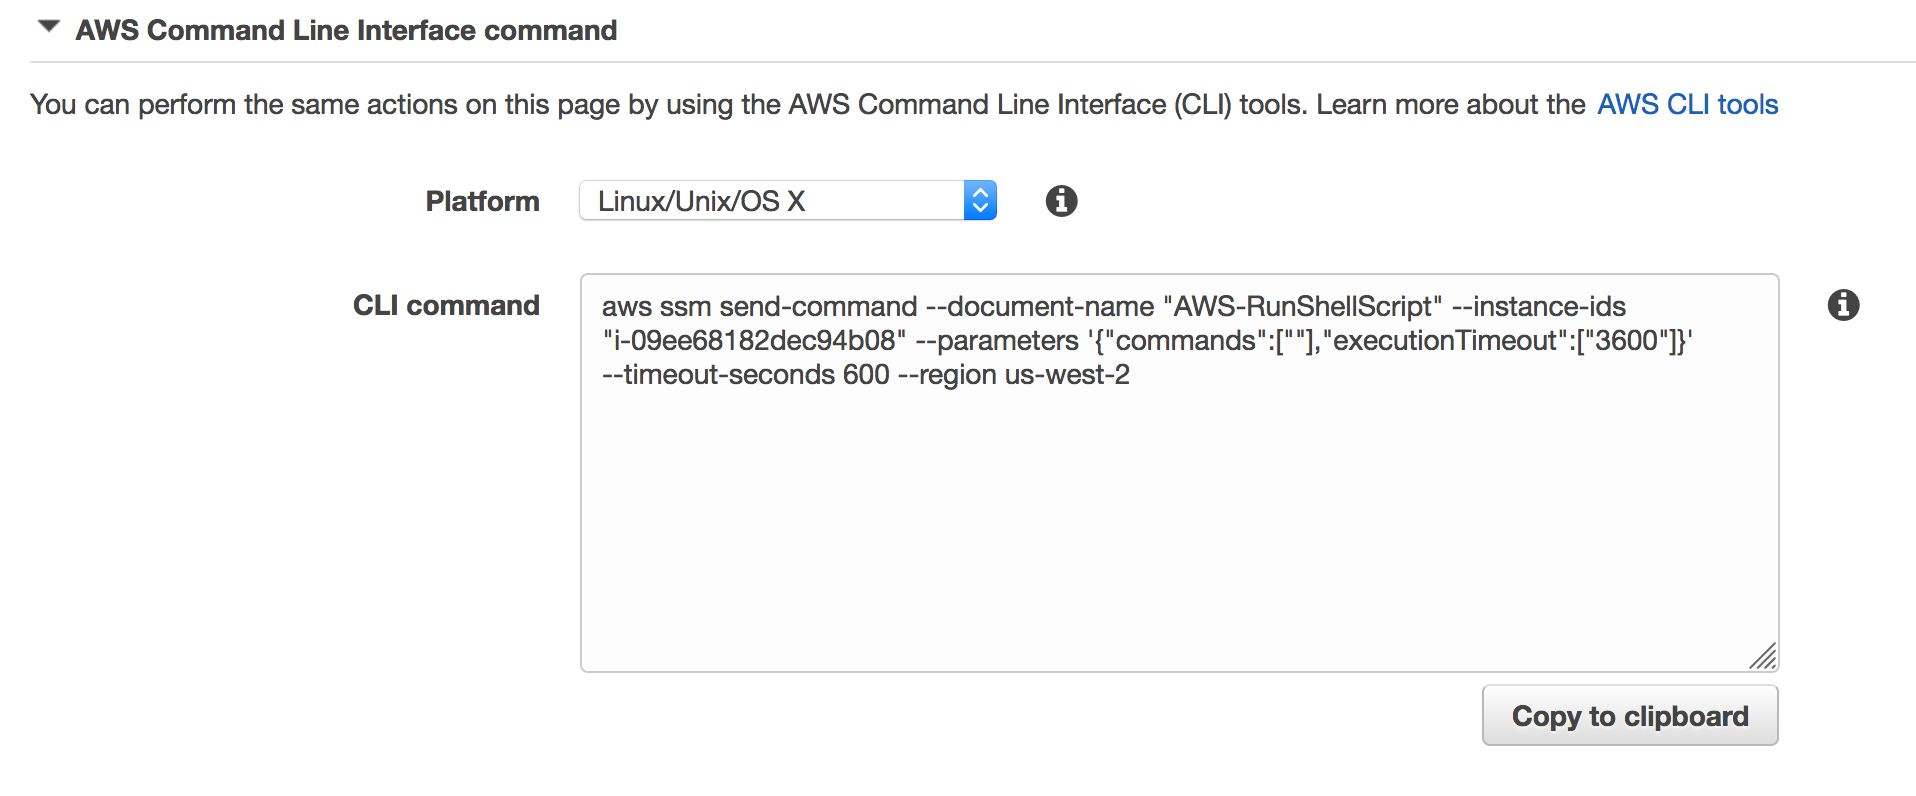 AWS Command Line Interface command
You can perform the same actions on this page by using the AWS Command Line Interface (CLI) tools. Learn more about the AWS CLI tools
Platform Linux/Unix/OS X
CLI command
aws ssm send-command --document-name "AWS-RunShellScript" --instance-ids
"i-09ee68182dec94b08" --parameters '{"commands":[""],"executionTimeout":["3600"]}'
--timeout-seconds 600 --region us-west-2
Copy to clipboard